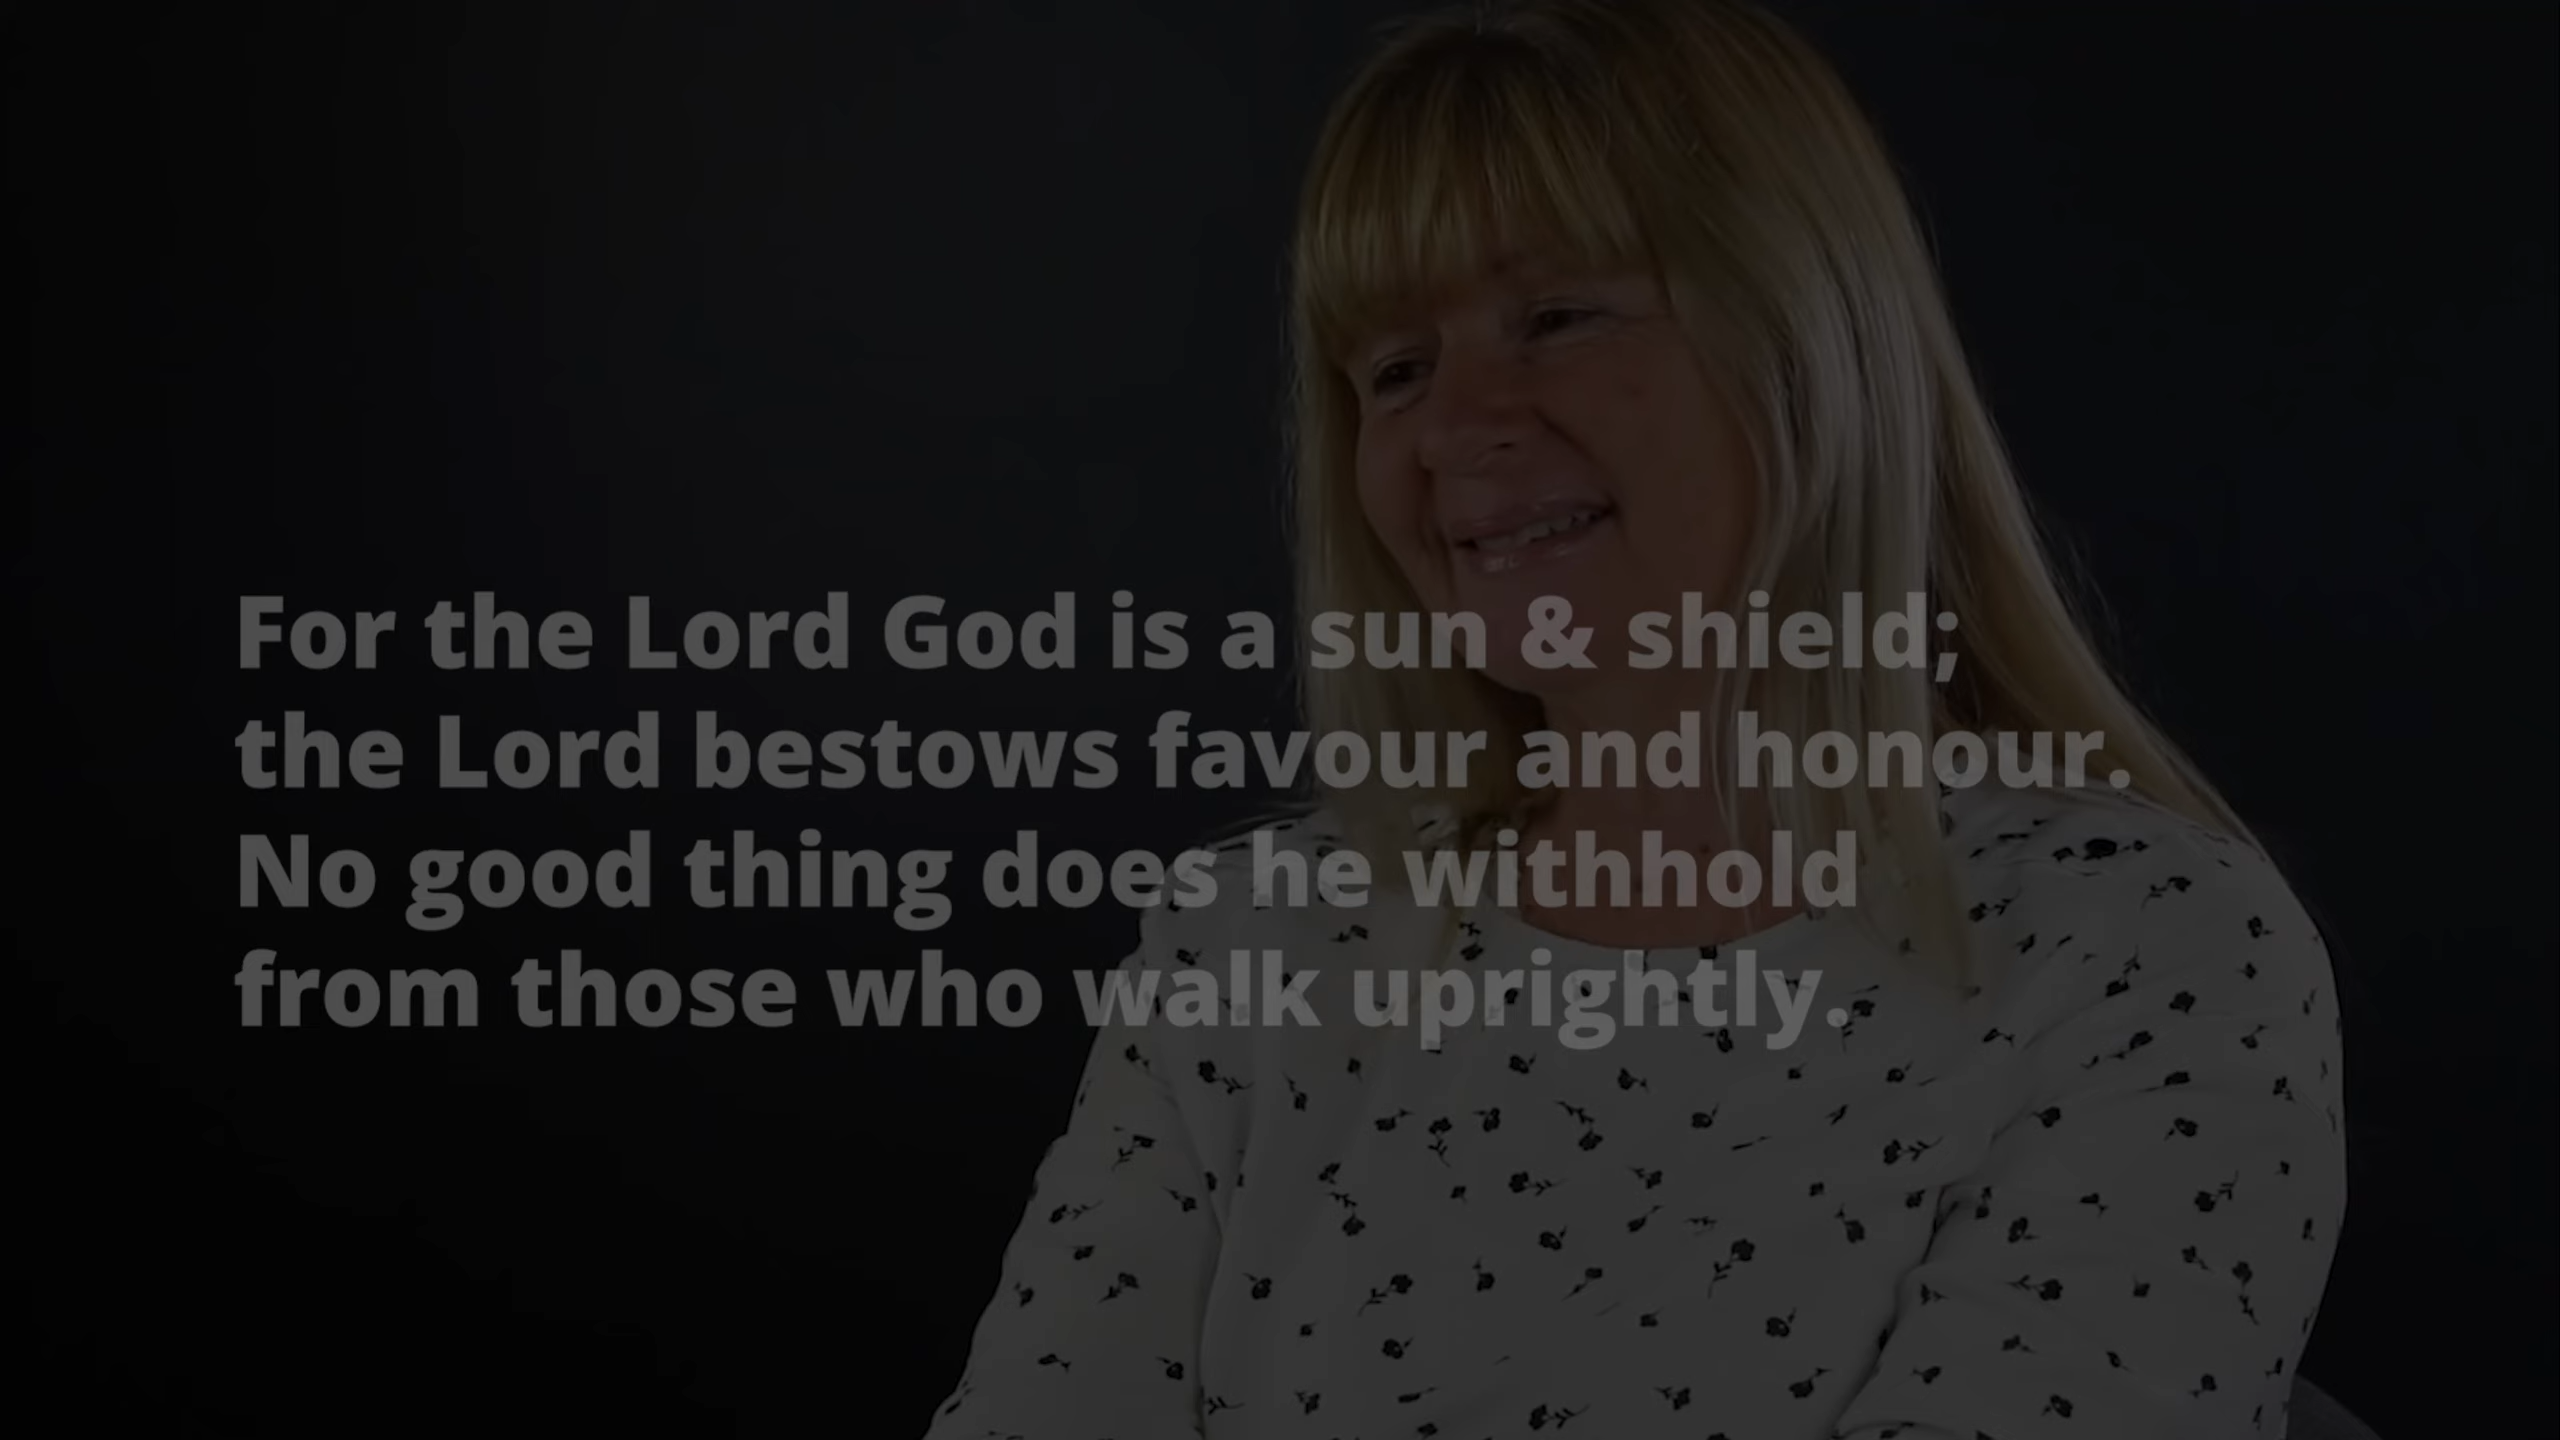 For the Lord God is a sun & shield;
the Lord bestows favour and honour.
No good thing does he withhold
from those who walk uprightly.